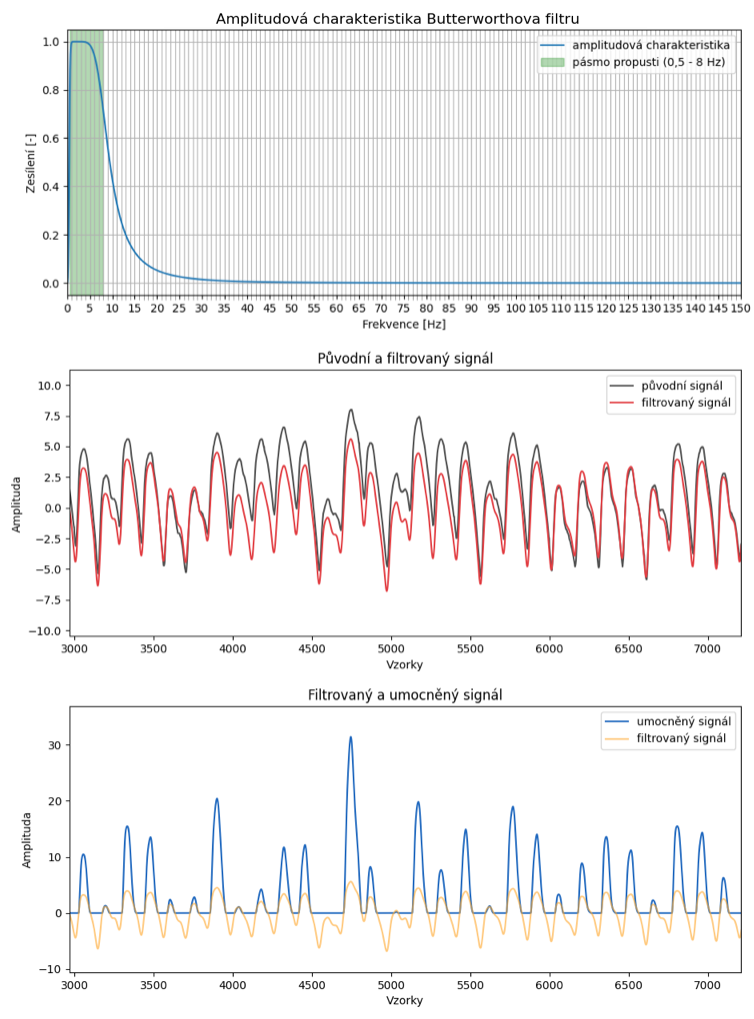 Amplitudová charakteristika Butterworthova filtru
1.0
0.8
0.6
0.4
0.2
0.0
Zesílení [-]
amplitudová charakteristika
pásmo propusti (0,5 - 8 Hz)
0 5 10 15 20 25 30 35 40 45 50 55 60 65 70 75 80 85 90 95 100 105 110 115 120 125 130 135 140 145 150
Frekvence [Hz]
Původní a filtrovaný signál
10.0
7.5
5.0
2.5
0.0
−2.5
−5.0
−7.5
−10.0
Amplituda
původní signál
filtrovaný signál
3000 3500 4000 4500 5000 5500 6000 6500 7000
Vzorky
Filtrovaný a umocněný signál
30
20
10
0
−10
Amplituda
umocněný signál
filtrovaný signál
3000 3500 4000 4500 5000 5500 6000 6500 7000
Vzorky